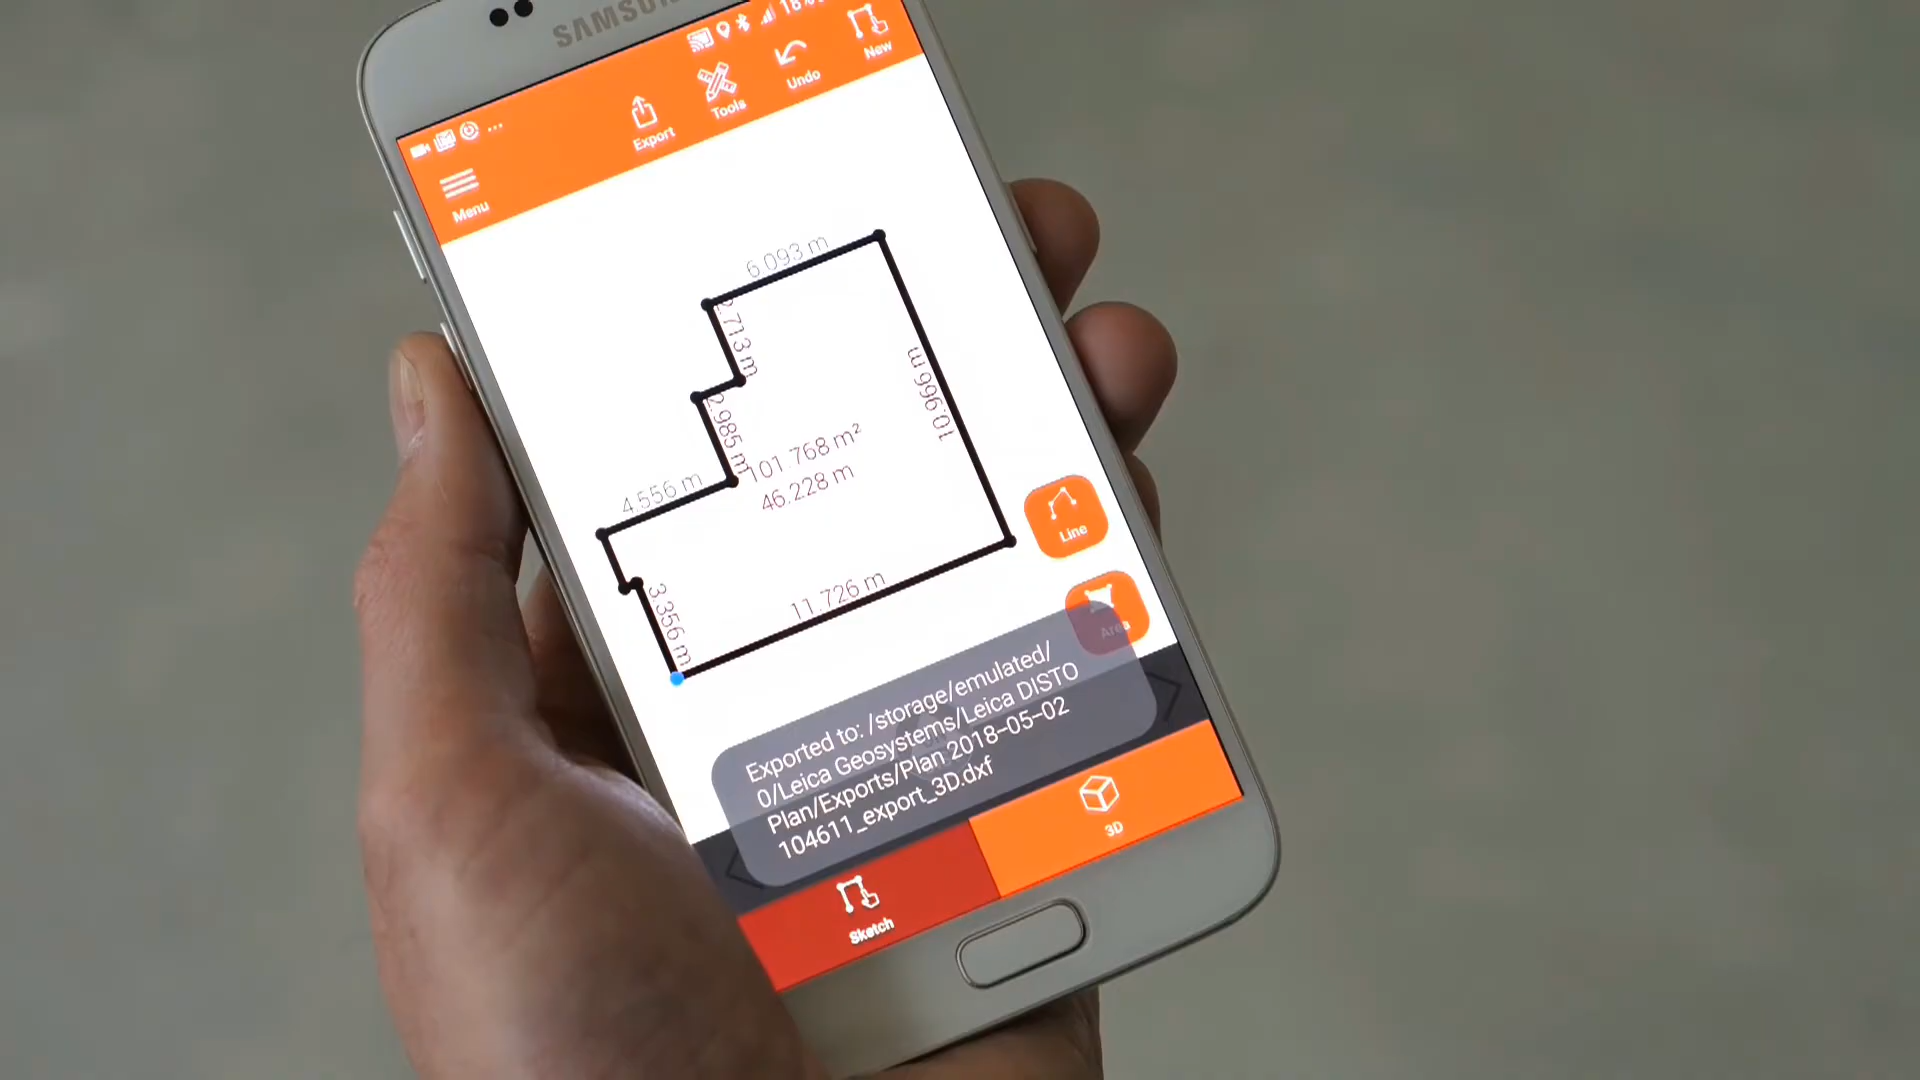 SAMSUNG
18%
Menu
Export
Tools
Undo
New
6.093 m
2.713 m
2.985 m
10.966 m
101.768 m²
46.228 m
4.556 m
3.356 m
11.726 m
Line
Area
Exported to: /storage/emulated/
0/Leica Geosystems/Leica DISTO
Plan/Exports/Plan 2018-05-02
104611_export_3D.dxf
Sketch
3D